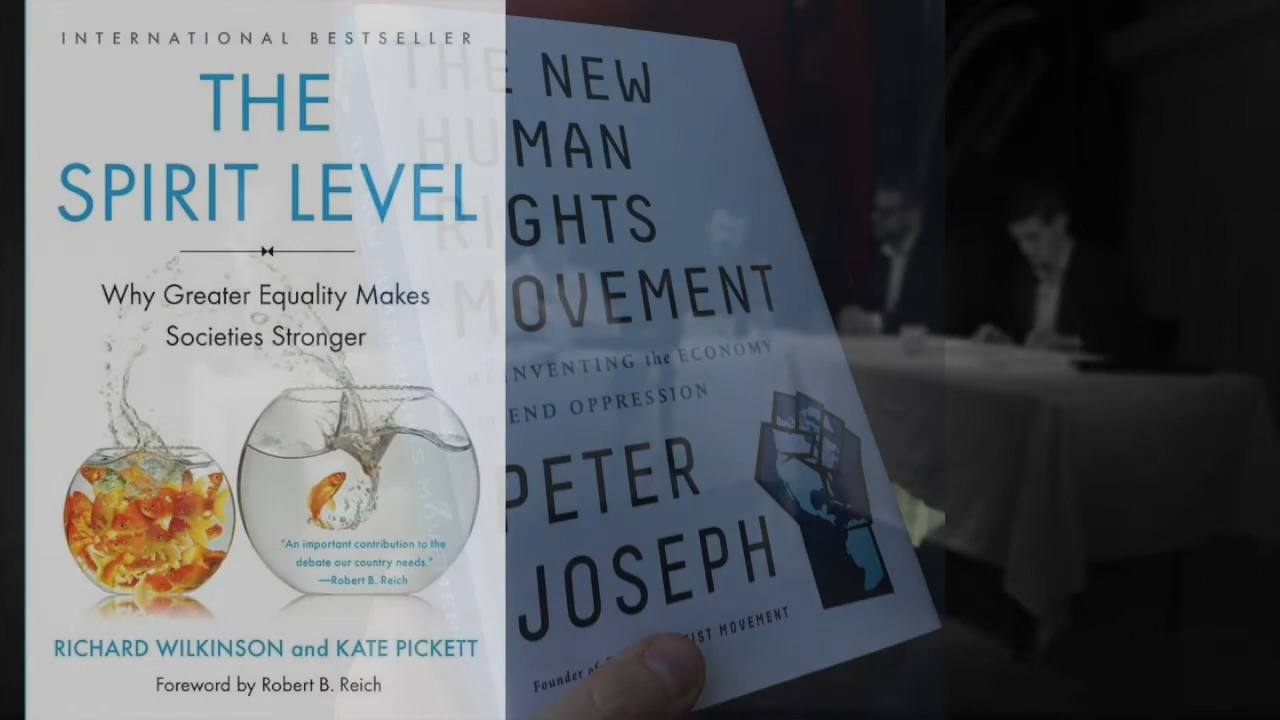 INTERNATIONAL BESTSELLER
THE
SPIRIT LEVEL
Why Greater Equality Makes
Societies Stronger
"An important contribution to the
debate our country needs."
—Robert B. Reich
RICHARD WILKINSON and KATE PICKETT
Foreword by Robert B. Reich
THE NEW
HUMAN
RIGHTS
MOVEMENT
REINVENTING the ECONOMY
to END OPPRESSION
PETER
JOSEPH
Founder of
MOVEMENT